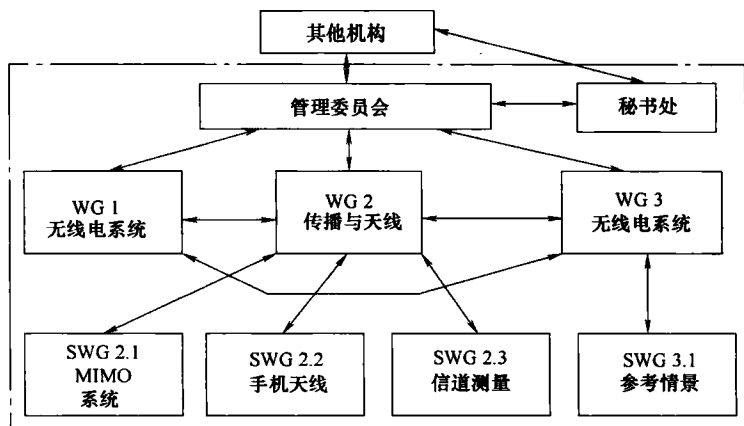 其他机构
管理委员会
秘书处
WG 1
无线电系统
WG 2
传播与天线
WG 3
无线电系统
SWG 2.1
MIMO
系统
SWG 2.2
手机天线
SWG 2.3
信道测量
SWG 3.1
参考情景